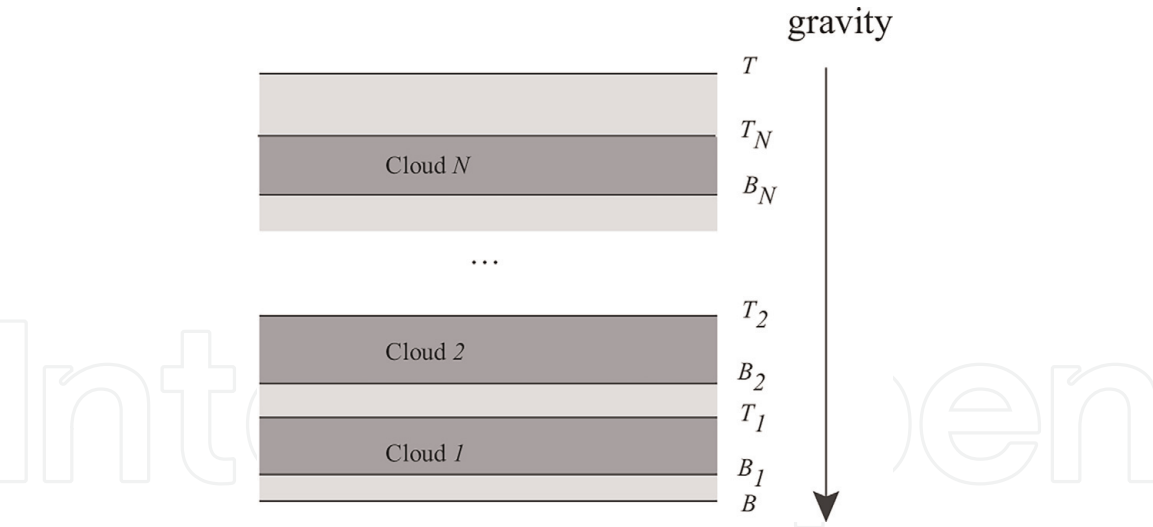 gravity
T
T_N
Cloud N
B_N
...
T_2
Cloud 2
B_2
T_1
Cloud 1
B_1
B